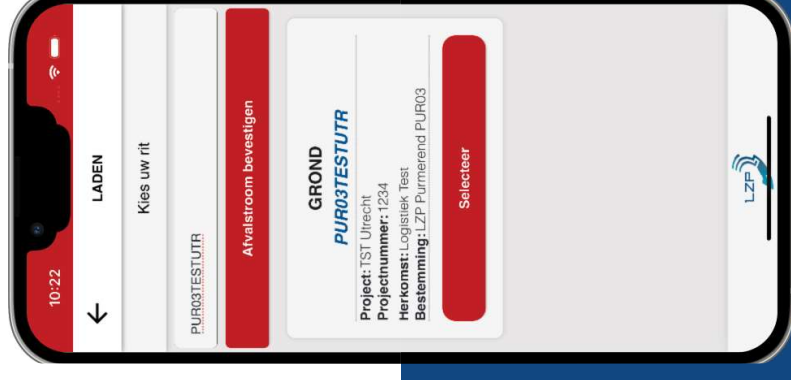 10:22
LADEN
Kies uw rit
PUR03TESTUTR
Afvalstroom bevestigen
GROND
PUR03TESTUTR
Project: TST Utrecht
Projectnummer: 1234
Herkomst: Logistiek Test
Bestemming: LZP Purmerend PUR03
Selecteer
LZP